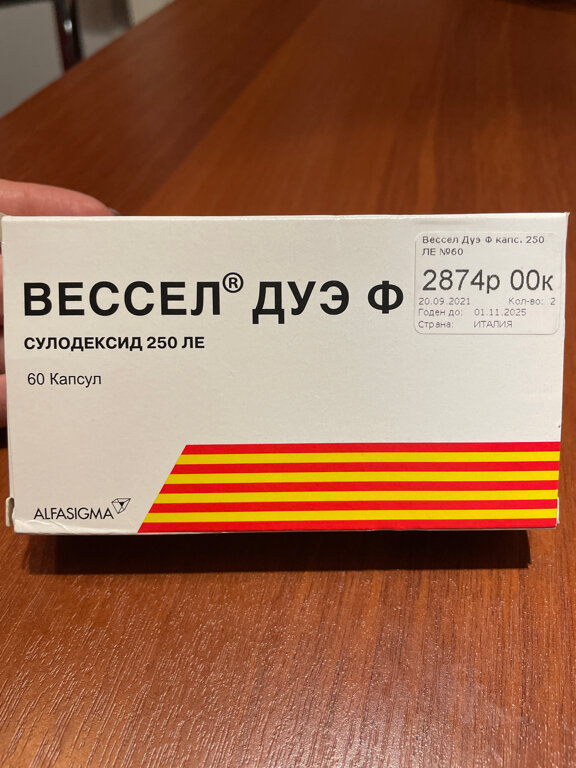 Вессел Дуэ Ф капс. 250
ЛЕ №60
2874р 00к
20.09.2021 Кол-во: 2
Годен до: 01.11.2025
Страна: ИТАЛИЯ
ВЕССЕЛ® ДУЭ Ф
СУЛОДЕКСИД 250 ЛЕ
60 Капсул
ALFASIGMA